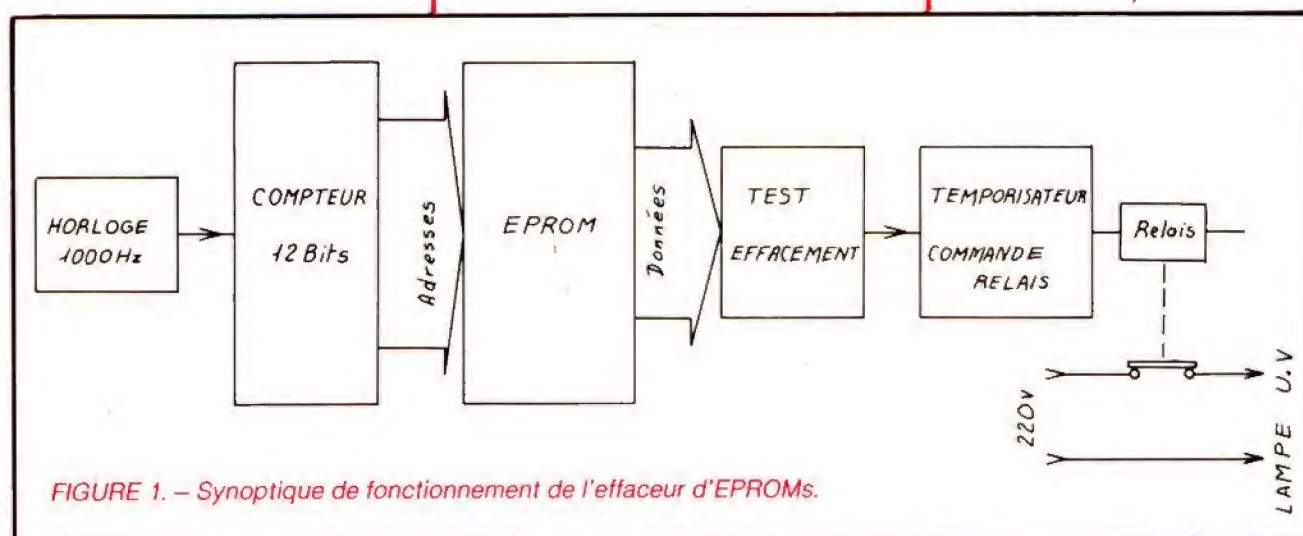 HORLOGE
1000Hz
COMPTEUR
12 Bits
Adresses
EPROM
Données
TEST
EFFACEMENT
TEMPORISATEUR
COMMANDE
RELAIS
Relais
220v
LAMPE U.V
FIGURE 1. – Synoptique de fonctionnement de l'effaceur d'EPROMs.